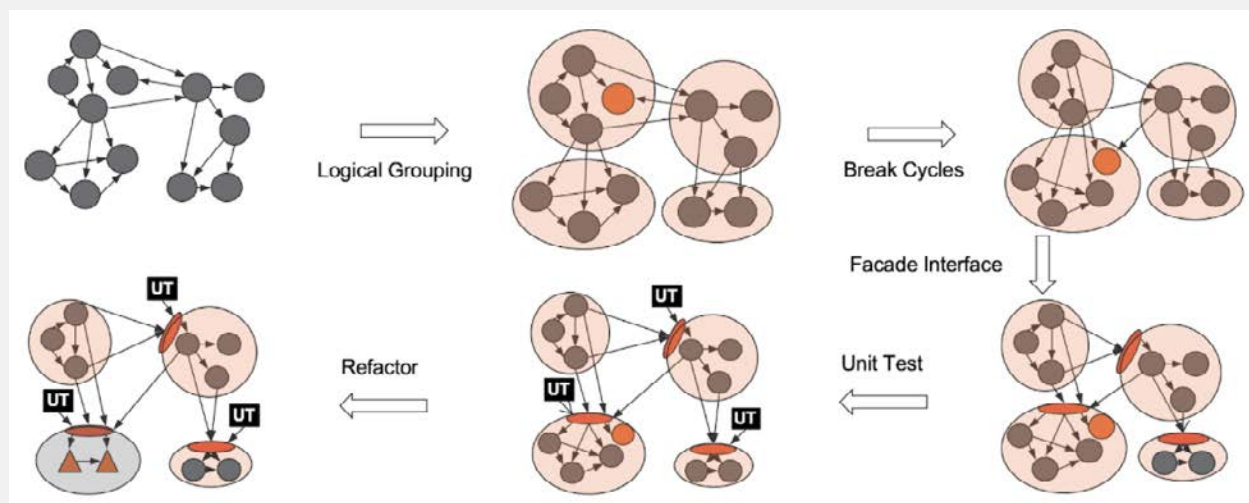 Logical Grouping
Break Cycles
Facade Interface
UT
UT
Refactor
UT
UT
UT
UT
Unit Test